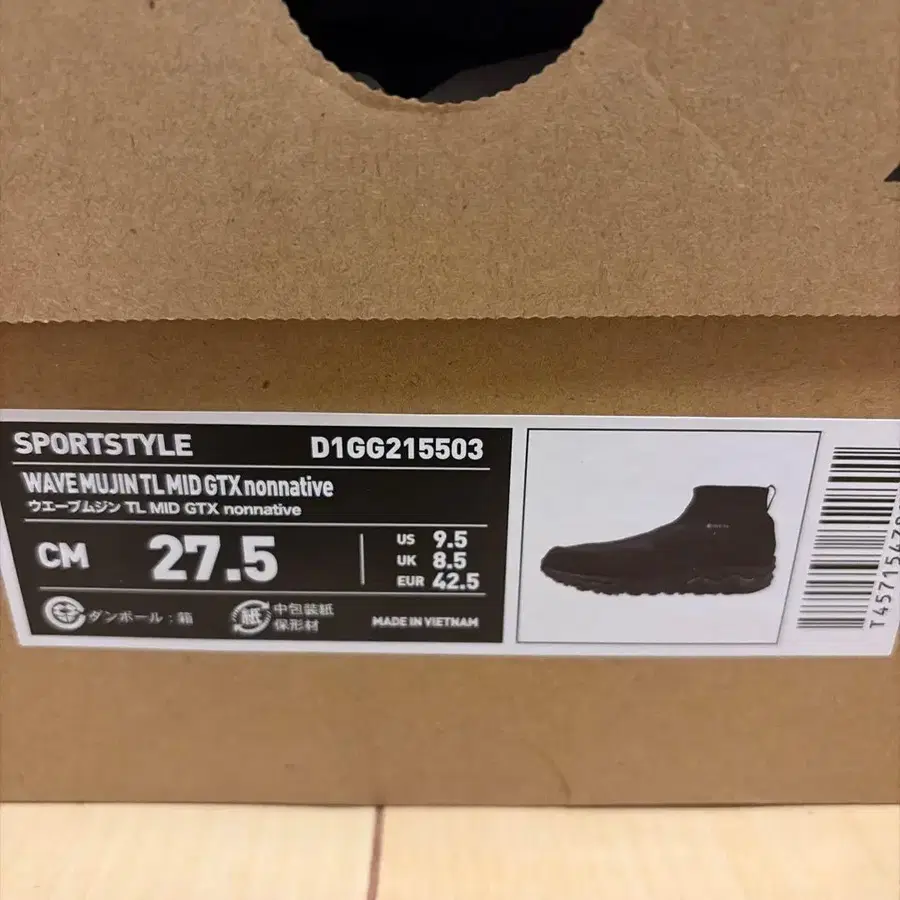 SPORTSTYLE D1GG215503
WAVE MUJIN TL MID GTX nonnative
ウエーブムジン TL MID GTX nonnative
CM 27.5
US 9.5
UK 8.5
EUR 42.5
ダンボール:箱
紙 中包装紙
保形材
MADE IN VIETNAM